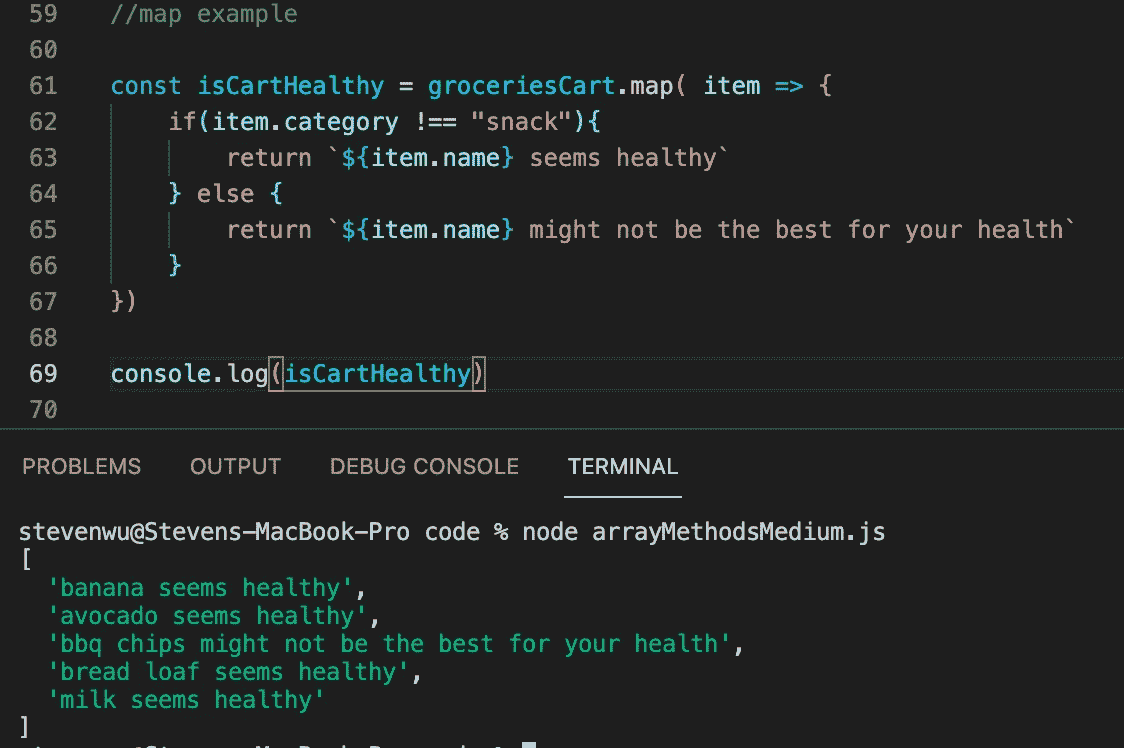 59 //map example
60
61 const isCartHealthy = groceriesCart.map( item => {
62 if(item.category !== "snack"){
63 return `${item.name} seems healthy`
64 } else {
65 return `${item.name} might not be the best for your health`
66 }
67 })
68
69 console.log(isCartHealthy)
70
PROBLEMS OUTPUT DEBUG CONSOLE TERMINAL
stevenwu@Stevens-MacBook-Pro code % node arrayMethodsMedium.js
[
'banana seems healthy',
'avocado seems healthy',
'bbq chips might not be the best for your health',
'bread loaf seems healthy',
'milk seems healthy'
]